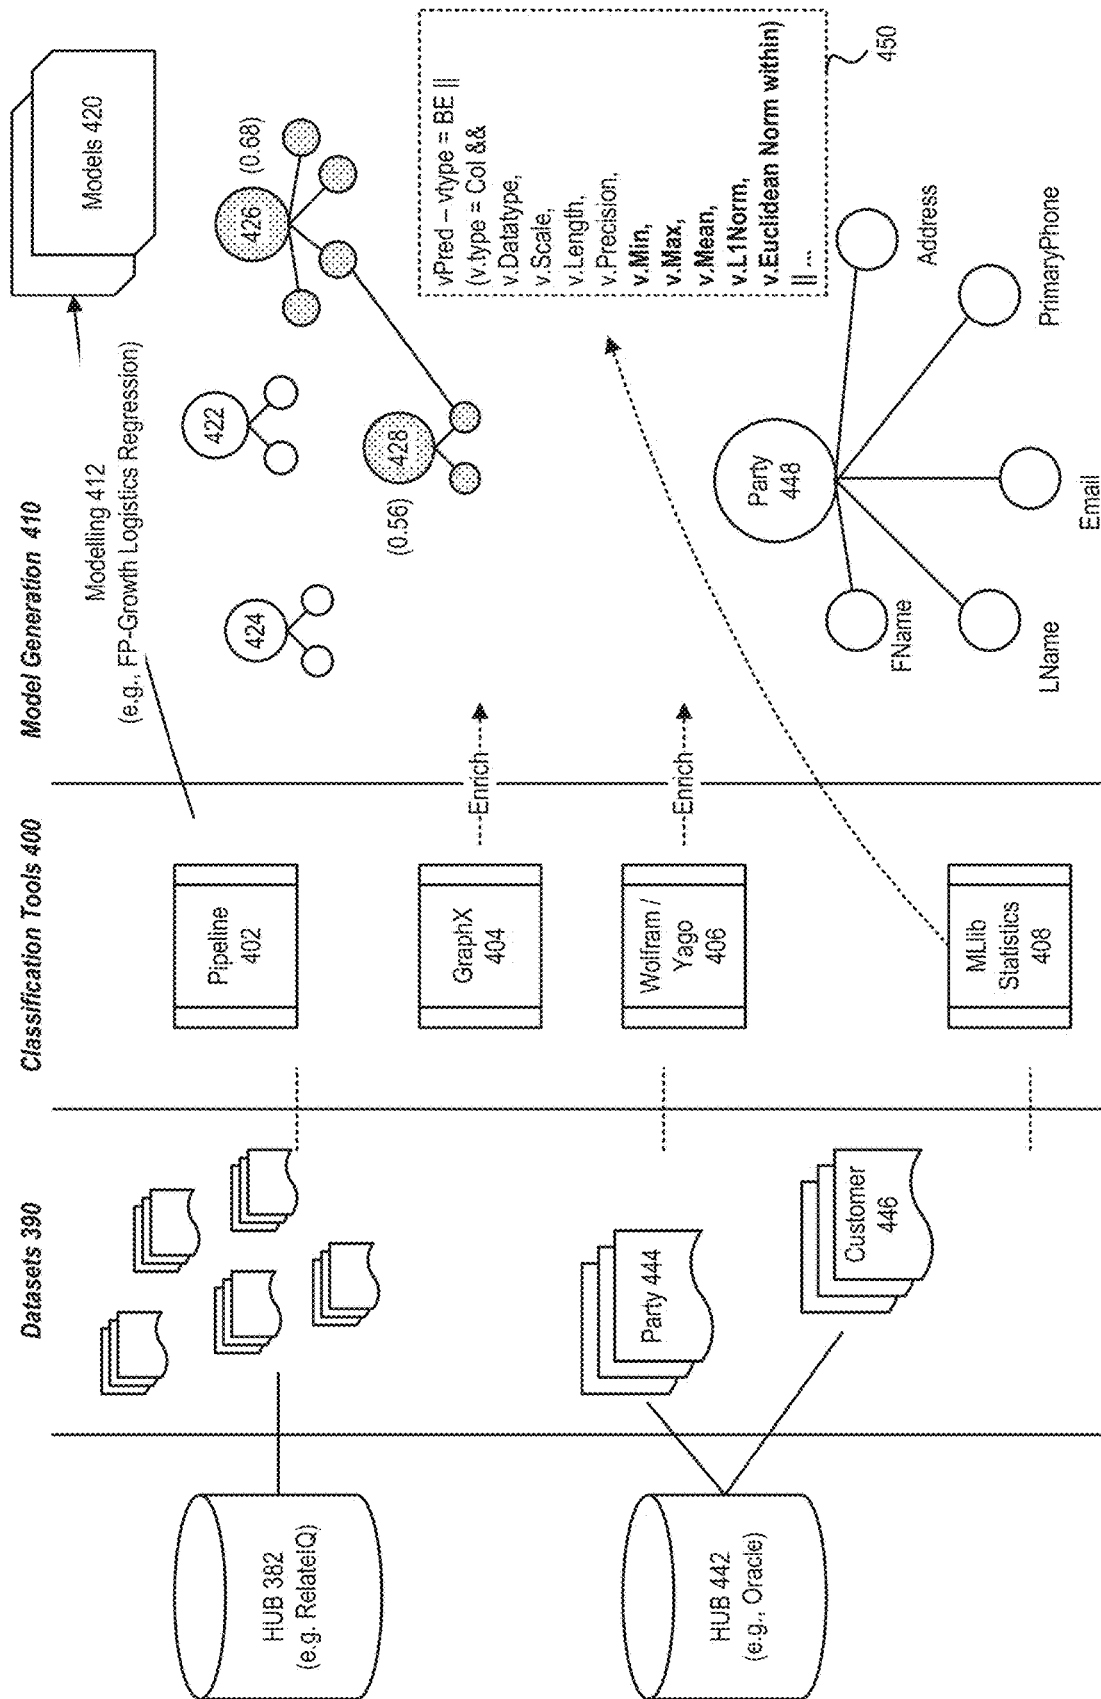 Datasets 390
Classification Tools 400
Model Generation 410
HUB 382
(e.g. RelateIQ)
HUB 442
(e.g., Oracle)
Party 444
Customer
446
Pipeline
402
GraphX
404
Wolfram /
Yago
406
MLlib
Statistics
408
Enrich
Enrich
Modelling 412
(e.g., FP-Growth Logistics Regression)
Models 420
424
422
426
(0.68)
428
(0.56)
vPred – vtype = BE ||
(v.type = Col &&
v.Datatype,
v.Scale,
v.Length,
v.Precision,
v.Min,
v.Max,
v.Mean,
v.L1Norm,
v.Euclidean Norm within)
|| ...
450
Party
448
FName
LName
Email
PrimaryPhone
Address